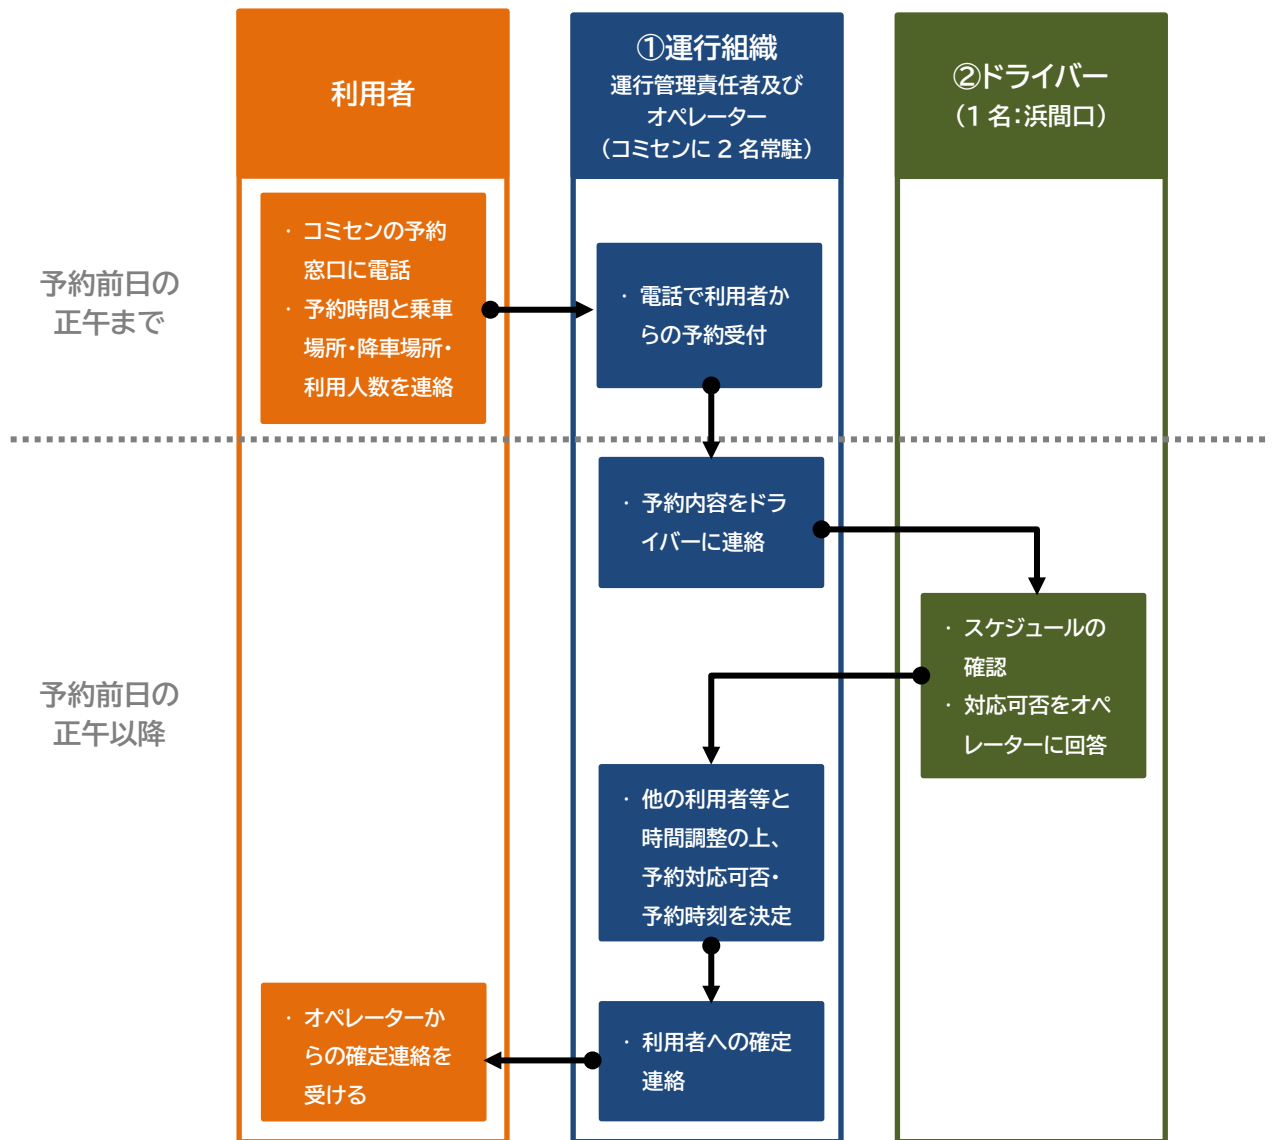 利用者
①運行組織
運行管理責任者及び
オペレーター
(コミセンに 2 名常駐)
②ドライバー
(1 名:浜間口)
予約前日の
正午まで
・ コミセンの予約
窓口に電話
・ 予約時間と乗車
場所・降車場所・
利用人数を連絡
・ 電話で利用者か
らの予約受付
予約前日の
正午以降
・ 予約内容をドラ
イバーに連絡
・ スケジュールの
確認
・ 対応可否をオペ
レーターに回答
・ 他の利用者等と
時間調整の上、
予約対応可否・
予約時刻を決定
・ 利用者への確定
連絡
・ オペレーターか
らの確定連絡を
受ける